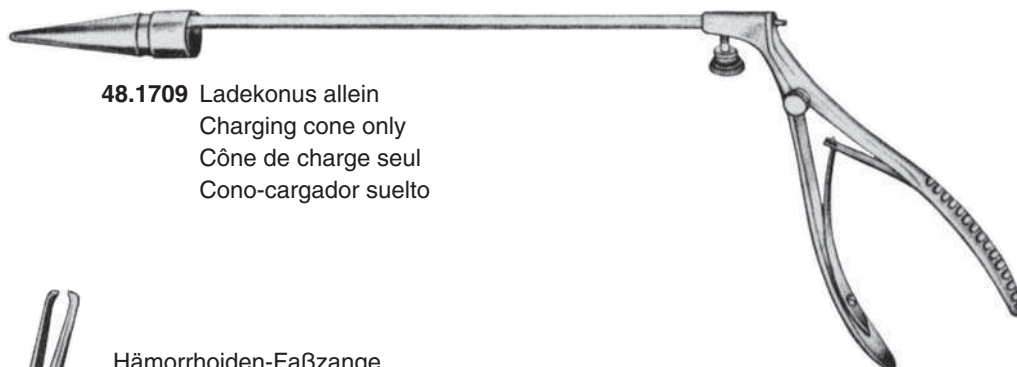 48.1709 Ladekonus allein
Charging cone only
Cône de charge seul
Cono-cargador suelto
Hämorrhoiden-Faßzange